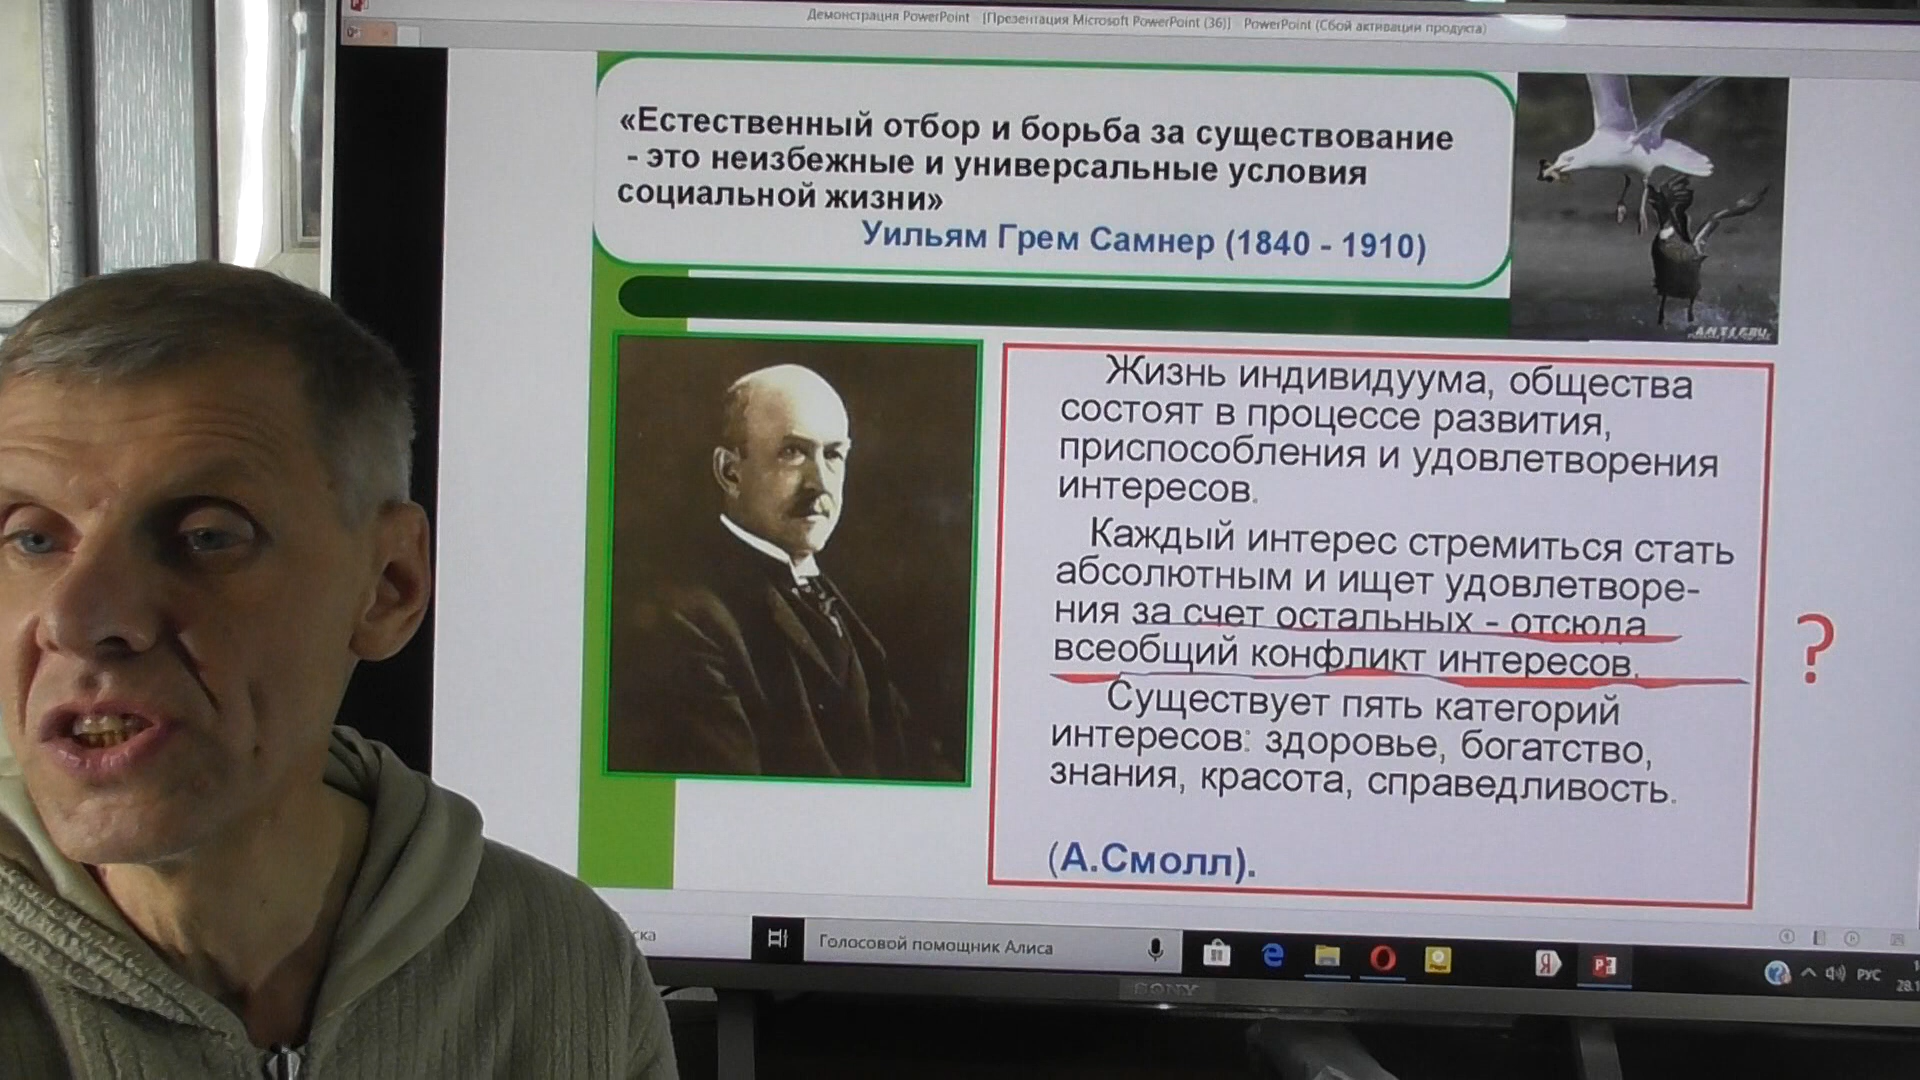 Демонстрация PowerPoint - [Презентация Microsoft PowerPoint (36)] - PowerPoint (Сбой активации продукта)
«Естественный отбор и борьба за существование
- это неизбежные и универсальные условия
социальной жизни»
Уильям Грем Самнер (1840 - 1910)
Жизнь индивидуума, общества
состоят в процессе развития,
приспособления и удовлетворения
интересов.
Каждый интерес стремиться стать
абсолютным и ищет удовлетворе-
ния за счет остальных - отсюда
всеобщий конфликт интересов.
?
Существует пять категорий
интересов: здоровье, богатство,
знания, красота, справедливость.
(А.Смолл).
Голосовой помощник Алиса
РУС
SONY